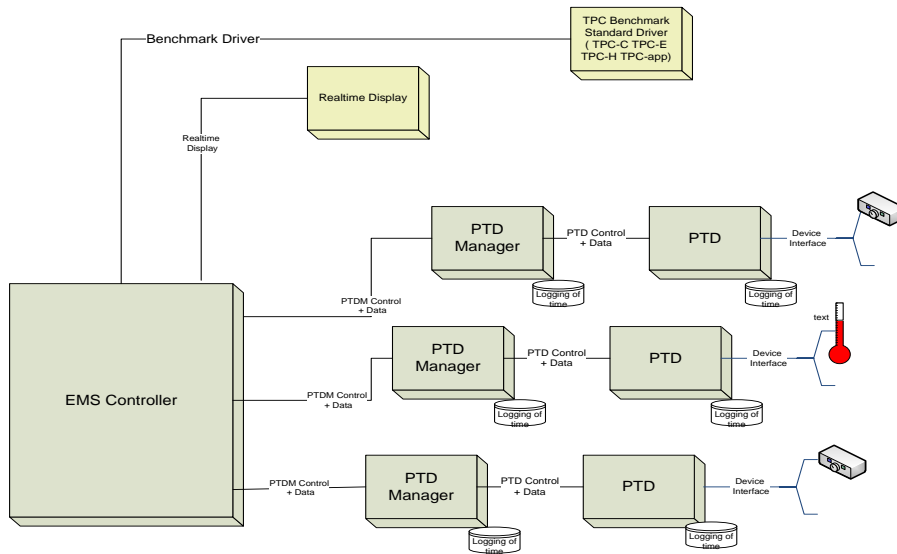 TPC Benchmark
Standard Driver
( TPC-C TPC-E
TPC-H TPC-app)
Benchmark Driver
Realtime Display
Realtime
Display
PTD
Manager
PTD Control
+ Data
PTD
Device
Interface
Logging of
time
Logging of
time
PTDM Control
+ Data
text
PTD
Manager
PTD Control
+ Data
PTD
Device
Interface
EMS Controller
PTDM Control
+ Data
Logging of
time
Logging of
time
PTD
Manager
PTD Control
+ Data
PTD
Device
Interface
PTDM Control
+ Data
Logging of
time
Logging of
time